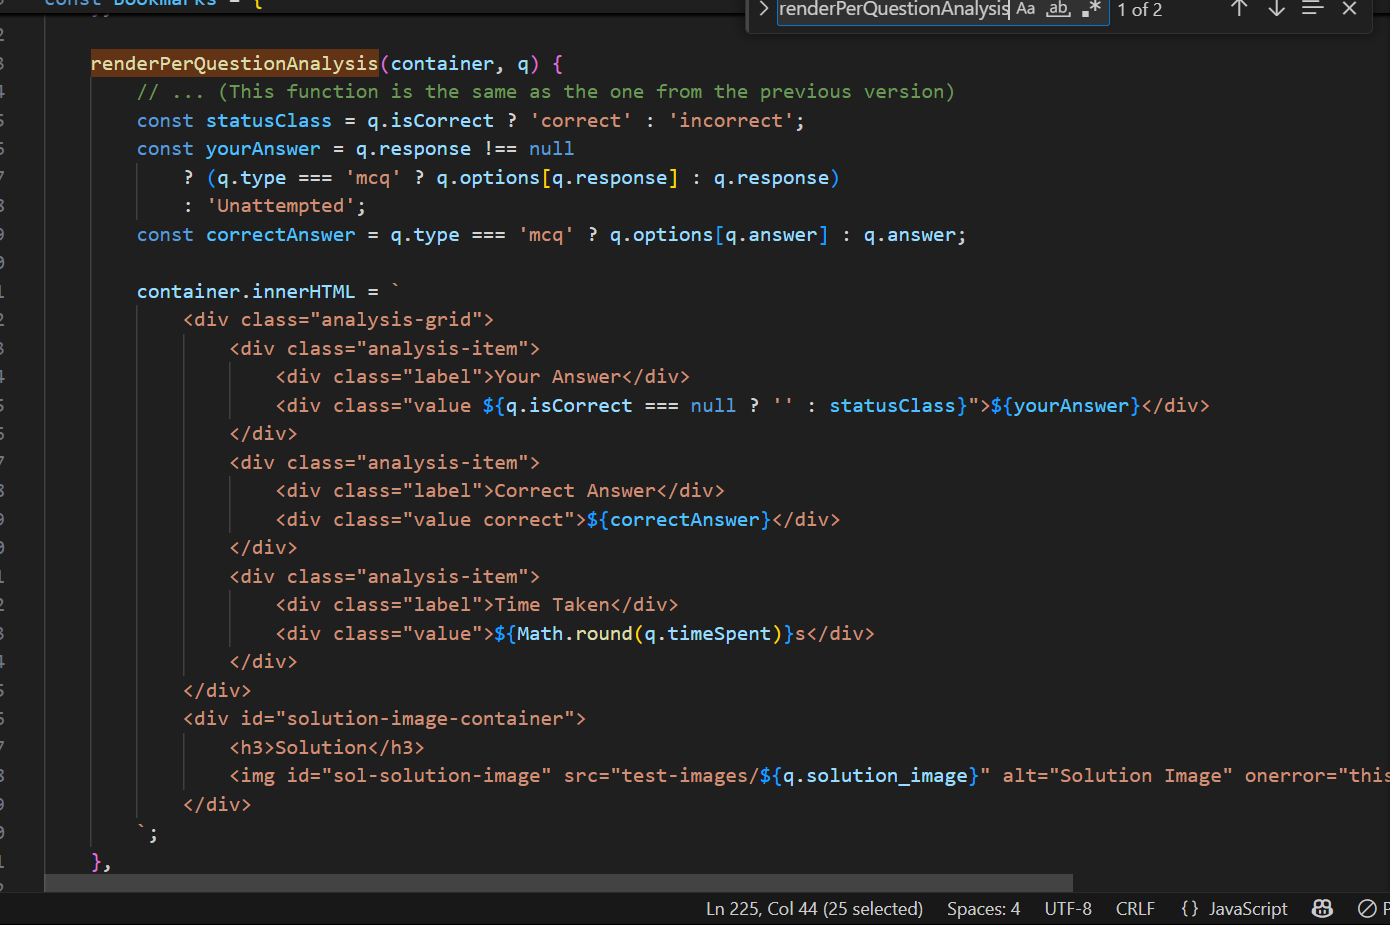 const Bookmarks = {
renderPerQuestionAnalysis Aa ab .* 1 of 2
renderPerQuestionAnalysis(container, q) {
// ... (This function is the same as the one from the previous version)
const statusClass = q.isCorrect ? 'correct' : 'incorrect';
const yourAnswer = q.response !== null
? (q.type === 'mcq' ? q.options[q.response] : q.response)
: 'Unattempted';
const correctAnswer = q.type === 'mcq' ? q.options[q.answer] : q.answer;
container.innerHTML = `
<div class="analysis-grid">
<div class="analysis-item">
<div class="label">Your Answer</div>
<div class="value ${q.isCorrect === null ? '' : statusClass}">${yourAnswer}</div>
</div>
<div class="analysis-item">
<div class="label">Correct Answer</div>
<div class="value correct">${correctAnswer}</div>
</div>
<div class="analysis-item">
<div class="label">Time Taken</div>
<div class="value">${Math.round(q.timeSpent)}s</div>
</div>
</div>
<div id="solution-image-container">
<h3>Solution</h3>
<img id="sol-solution-image" src="test-images/${q.solution_image}" alt="Solution Image" onerror="this
</div>
`;
},
Ln 225, Col 44 (25 selected) Spaces: 4 UTF-8 CRLF {} JavaScript